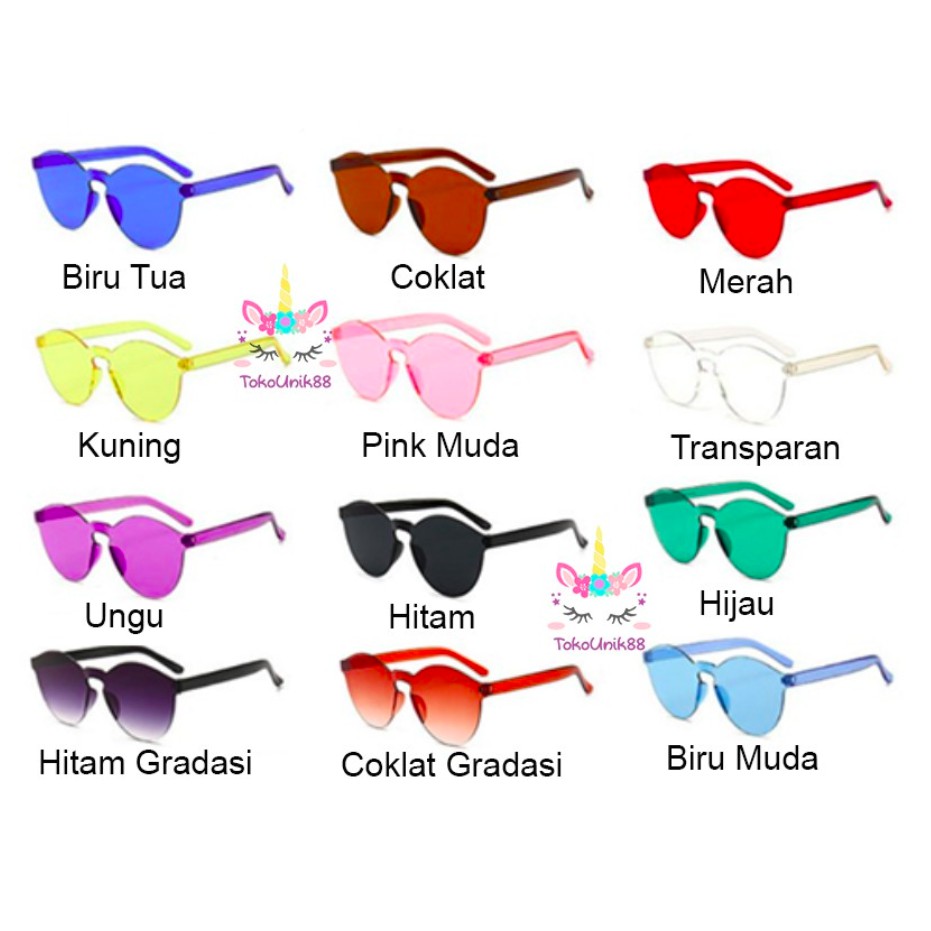 Biru Tua
Coklat
Merah
TokoUnik88
Kuning
Pink Muda
Transparan
Ungu
Hitam
Hijau
TokoUnik88
Hitam Gradasi
Coklat Gradasi
Biru Muda